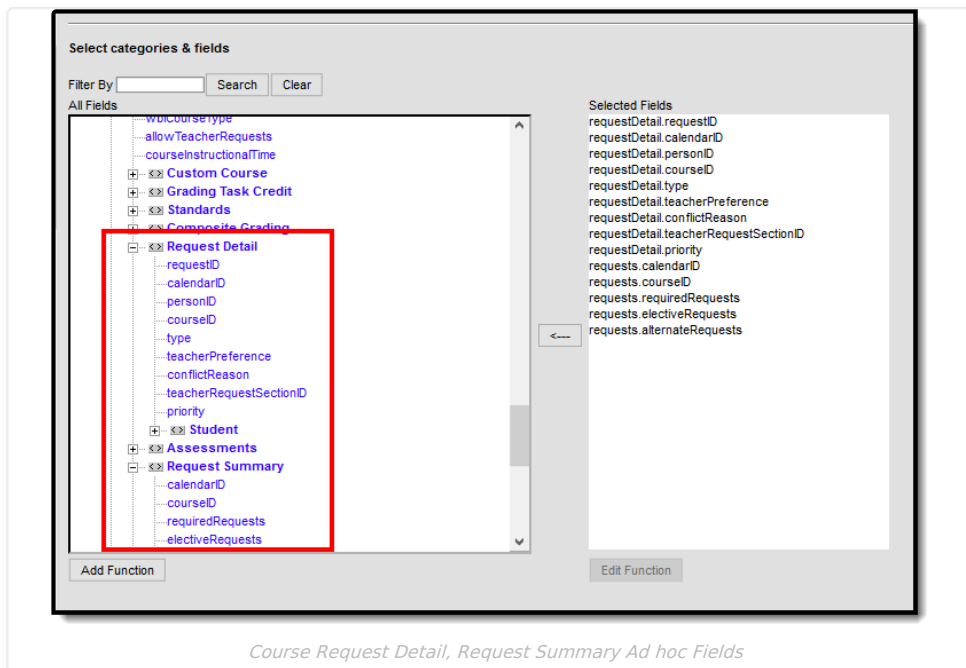 Select categories & fields
Filter By
Search
Clear
All Fields
wblCourseType
allowTeacherRequests
courseInstructionalTime
Custom Course
Grading Task Credit
Standards
Composite Grading
Request Detail
requestID
calendarID
personID
courseID
type
teacherPreference
conflictReason
teacherRequestSectionID
priority
Student
Assessments
Request Summary
calendarID
courseID
requiredRequests
electiveRequests
Add Function
<---
Selected Fields
requestDetail.requestID
requestDetail.calendarID
requestDetail.personID
requestDetail.courseID
requestDetail.type
requestDetail.teacherPreference
requestDetail.conflictReason
requestDetail.teacherRequestSectionID
requestDetail.priority
requests.calendarID
requests.courseID
requests.requiredRequests
requests.electiveRequests
requests.alternateRequests
Edit Function
Course Request Detail, Request Summary Ad hoc Fields